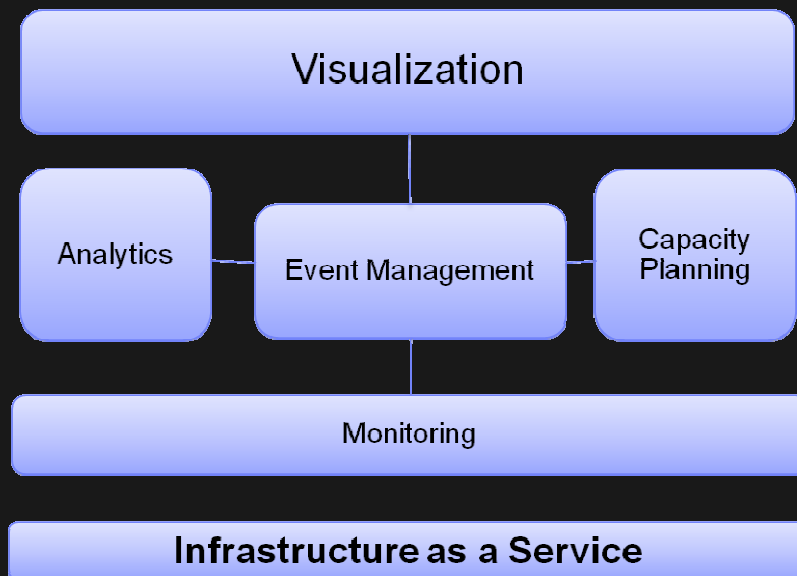 Visualization
Analytics
Event Management
Capacity
Planning
Monitoring
Infrastructure as a Service